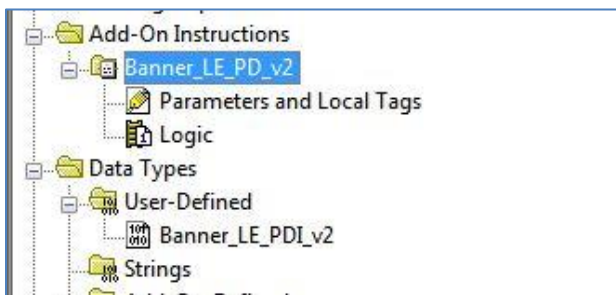 Add-On Instructions
Banner_LE_PD_v2
Parameters and Local Tags
Logic
Data Types
User-Defined
Banner_LE_PDI_v2
Strings